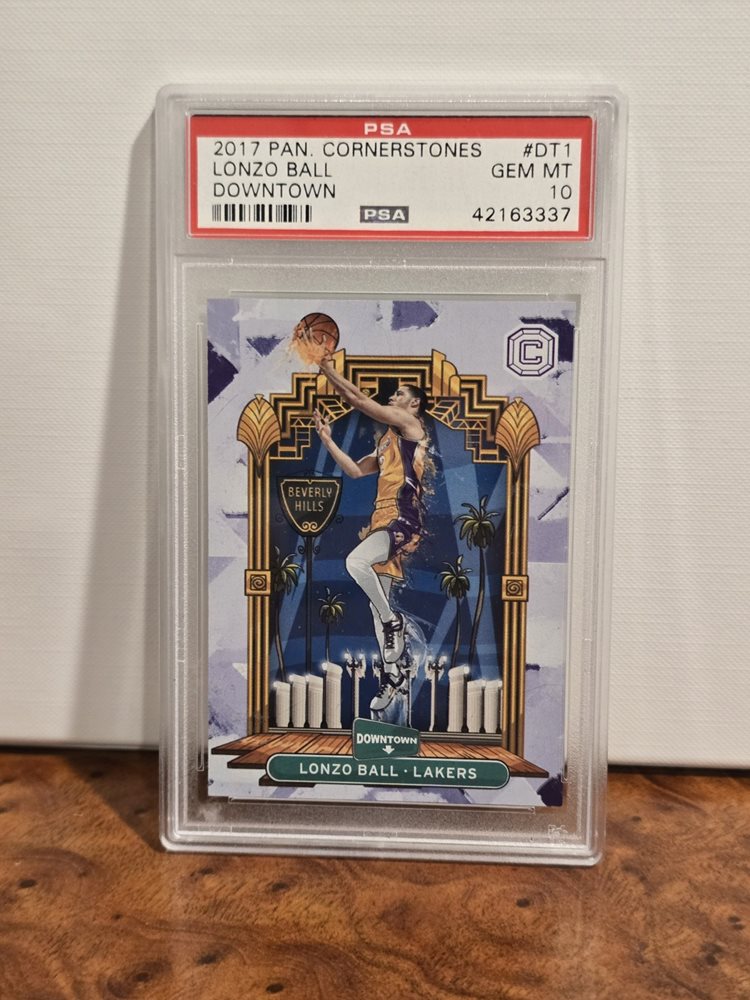 PSA
2017 PAN. CORNERSTONES #DT1
LONZO BALL GEM MT
DOWNTOWN 10
PSA 42163337
C
BEVERLY
HILLS
DOWNTOWN
LONZO BALL · LAKERS